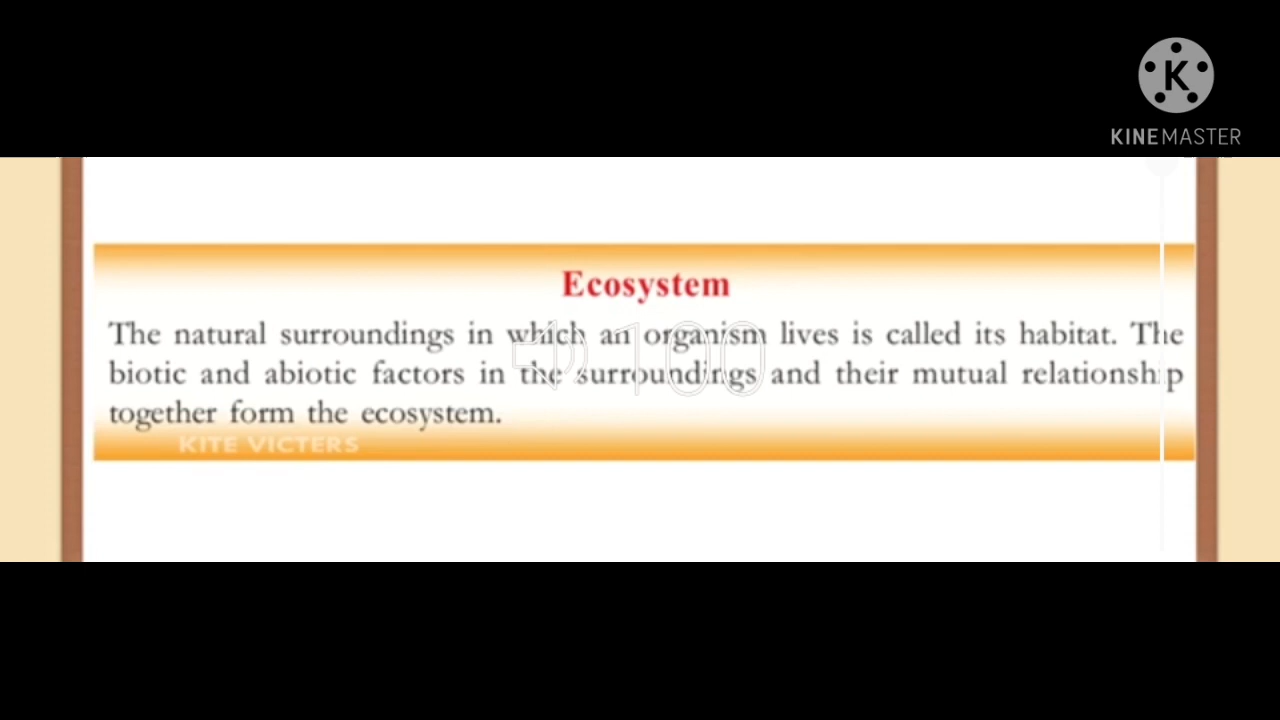 K
KINEMASTER
Ecosystem
The natural surroundings in which an organism lives is called its habitat. The
biotic and abiotic factors in the surroundings and their mutual relationship
together form the ecosystem.
100
KITE VICTERS